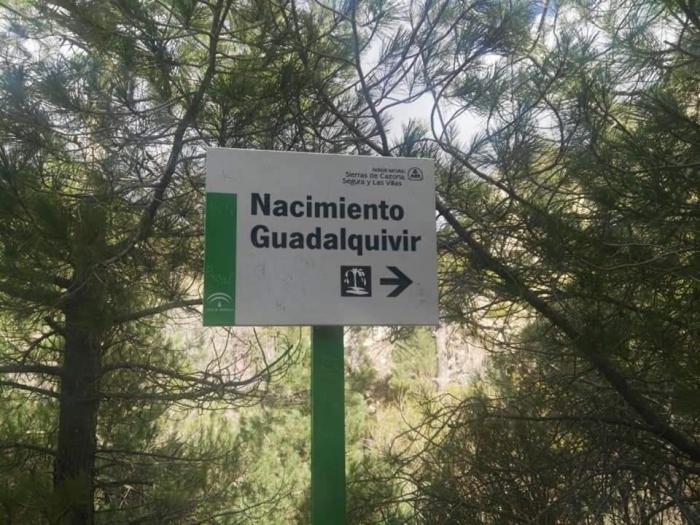 PARQUE NATURAL
Sierras de Cazorla,
Segura y Las Villas
Nacimiento
Guadalquivir